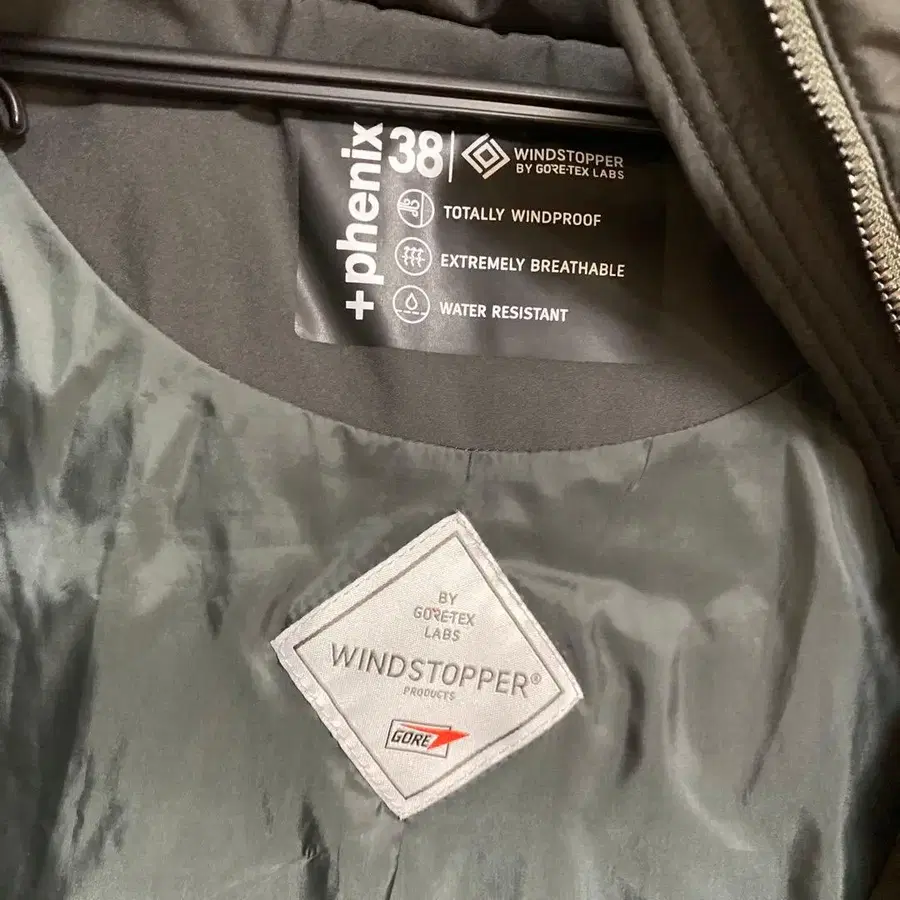 +phenix
38
WINDSTOPPER
BY GORE-TEX LABS
TOTALLY WINDPROOF
EXTREMELY BREATHABLE
WATER RESISTANT
BY
GORE-TEX
LABS
WINDSTOPPER®
PRODUCTS
GORE